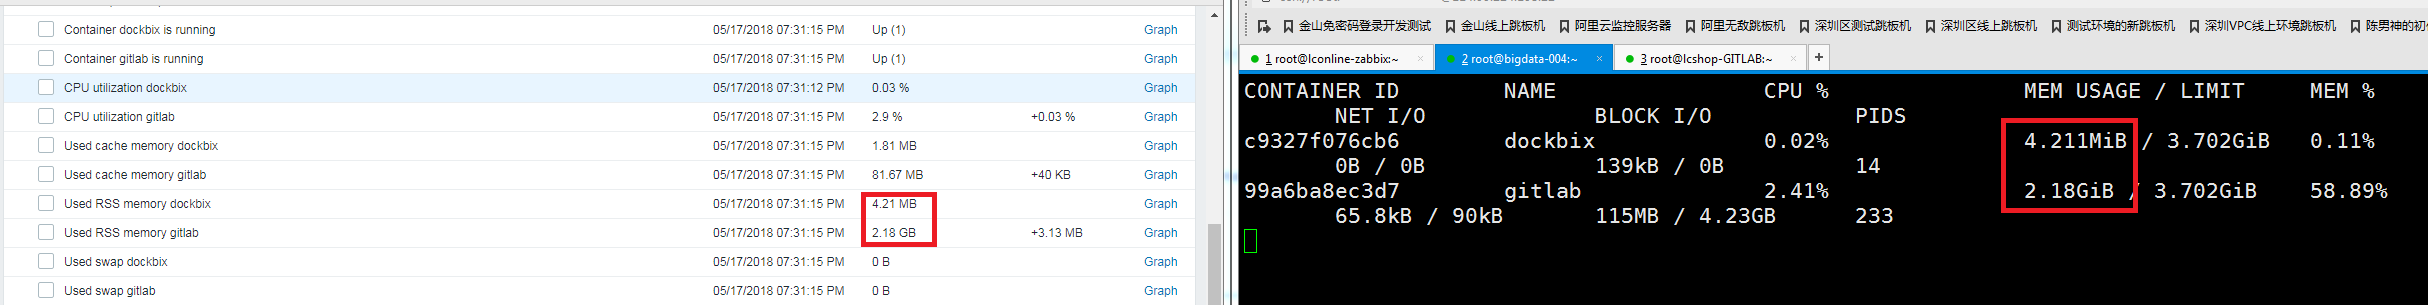 Container dockbix is running 05/17/2018 07:31:15 PM Up (1) Graph
Container gitlab is running 05/17/2018 07:31:15 PM Up (1) Graph
CPU utilization dockbix 05/17/2018 07:31:12 PM 0.03 % Graph
CPU utilization gitlab 05/17/2018 07:31:15 PM 2.9 % +0.03 % Graph
Used cache memory dockbix 05/17/2018 07:31:15 PM 1.81 MB Graph
Used cache memory gitlab 05/17/2018 07:31:15 PM 81.67 MB +40 KB Graph
Used RSS memory dockbix 05/17/2018 07:31:15 PM 4.21 MB Graph
Used RSS memory gitlab 05/17/2018 07:31:15 PM 2.18 GB +3.13 MB Graph
Used swap dockbix 05/17/2018 07:31:15 PM 0 B Graph
Used swap gitlab 05/17/2018 07:31:15 PM 0 B Graph
金山免密码登录开发测试 金山线上跳板机 阿里云监控服务器 阿里无敌跳板机 深圳区测试跳板机 深圳区线上跳板机 测试环境的新跳板机 深圳VPC线上环境跳板机 陈男神的初
1 root@lconline-zabbix:~ 2 root@bigdata-004:~ 3 root@lcshop-GITLAB:~ +
CONTAINER ID NAME CPU % MEM USAGE / LIMIT MEM %
NET I/O BLOCK I/O PIDS
c9327f076cb6 dockbix 0.02% 4.211MiB / 3.702GiB 0.11%
0B / 0B 139kB / 0B 14
99a6ba8ec3d7 gitlab 2.41% 2.18GiB / 3.702GiB 58.89%
65.8kB / 90kB 115MB / 4.23GB 233